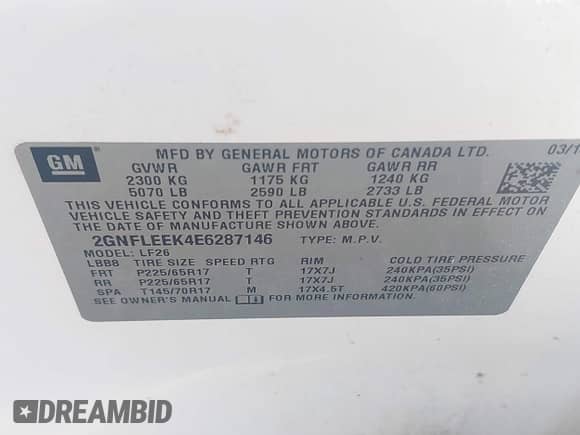 GM
MFD BY GENERAL MOTORS OF CANADA LTD. 03/1
GVWR GAWR FRT GAWR RR
2300 KG 1175 KG 1240 KG
5070 LB 2590 LB 2733 LB
THIS VEHICLE CONFORMS TO ALL APPLICABLE U.S. FEDERAL MOTOR
VEHICLE SAFETY AND THEFT PREVENTION STANDARDS IN EFFECT ON
THE DATE OF MANUFACTURE SHOWN ABOVE.
2GNFLEEK4E6287146 TYPE: M.P.V.
MODEL: LF26
LBB8 TIRE SIZE SPEED RTG RIM COLD TIRE PRESSURE
FRT P225/65R17 T 17X7J 240KPA(35PSI)
RR P225/65R17 T 17X7J 240KPA(35PSI)
SPA T145/70R17 M 17X4.5T 420KPA(60PSI)
SEE OWNER'S MANUAL FOR MORE INFORMATION
DREAMBID